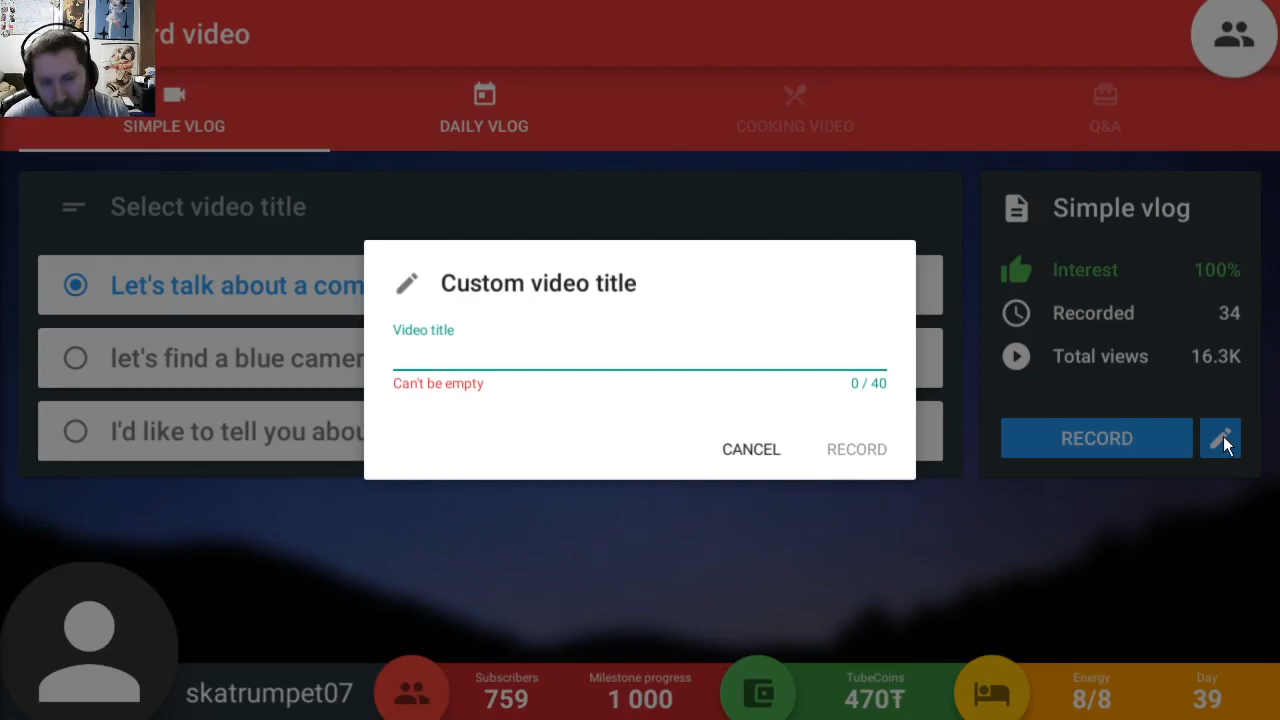 rd video
SIMPLE VLOG
DAILY VLOG
COOKING VIDEO
Q&A
Select video title
Let's talk about a com
let's find a blue camer
I'd like to tell you abou
Custom video title
Video title
Can't be empty
0 / 40
CANCEL
RECORD
Simple vlog
Interest 100%
Recorded 34
Total views 16.3K
RECORD
skatrumpet07
Subscribers
759
Milestone progress
1 000
TubeCoins
470₮
Energy
8/8
Day
39